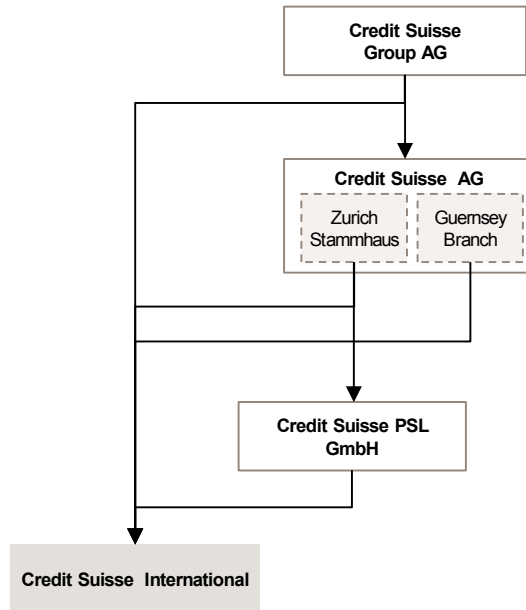 Credit Suisse
Group AG
Credit Suisse AG
Zurich
Stammhaus
Guernsey
Branch
Credit Suisse PSL
GmbH
Credit Suisse International